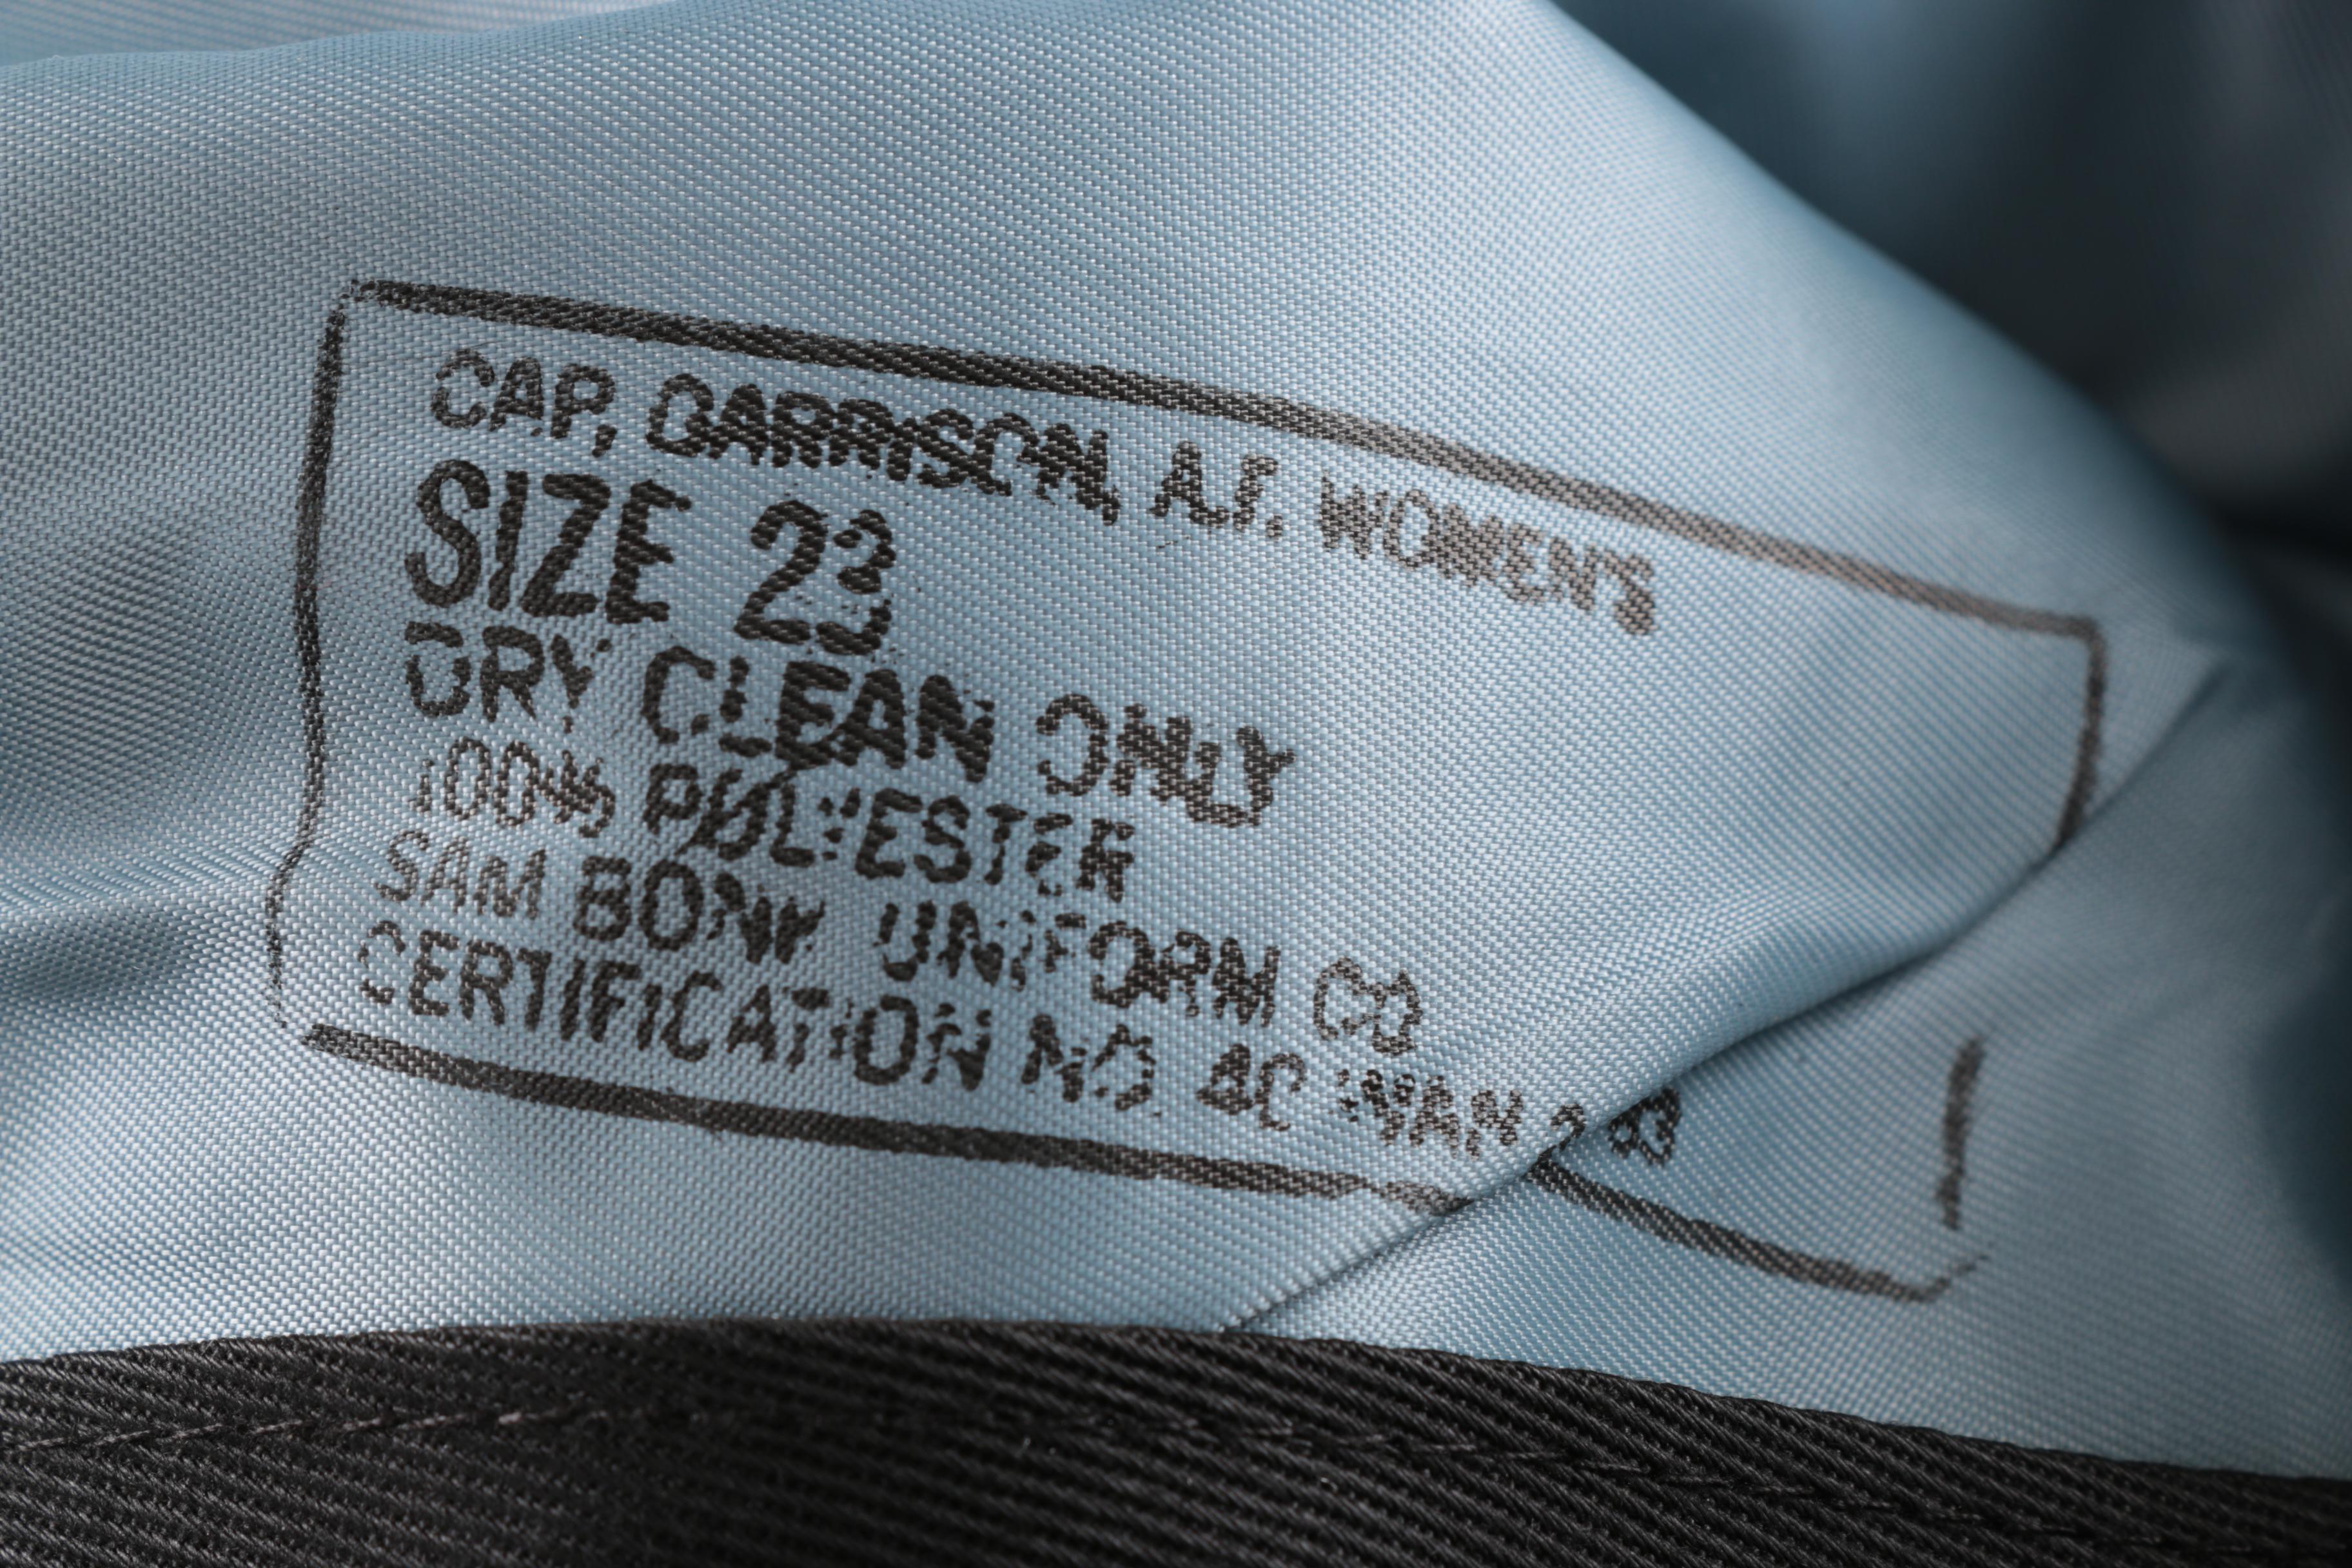 CAP, GARRISON, A.F. WOMEN'S
SIZE 23
DRY CLEAN ONLY
100% POLYESTER
SAM BONK UNIFORM CO
CERTIFICATION NO.